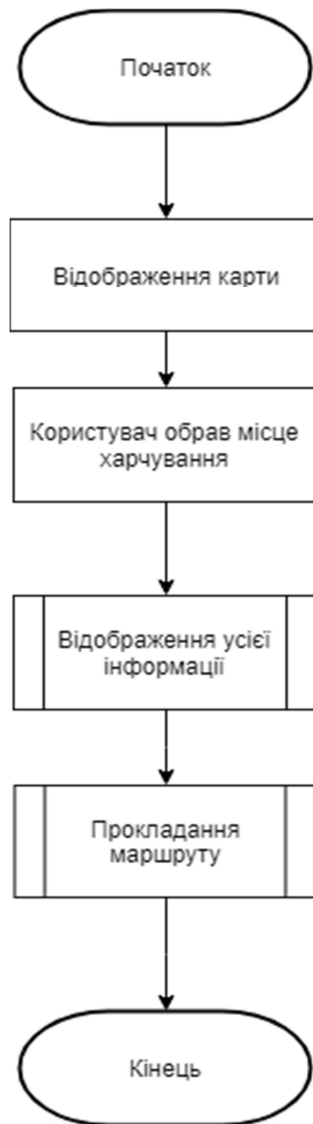 Початок
Відображення карти
Користувач обрав місце
харчування
Відображення усієї
інформації
Прокладання
маршруту
Кінець